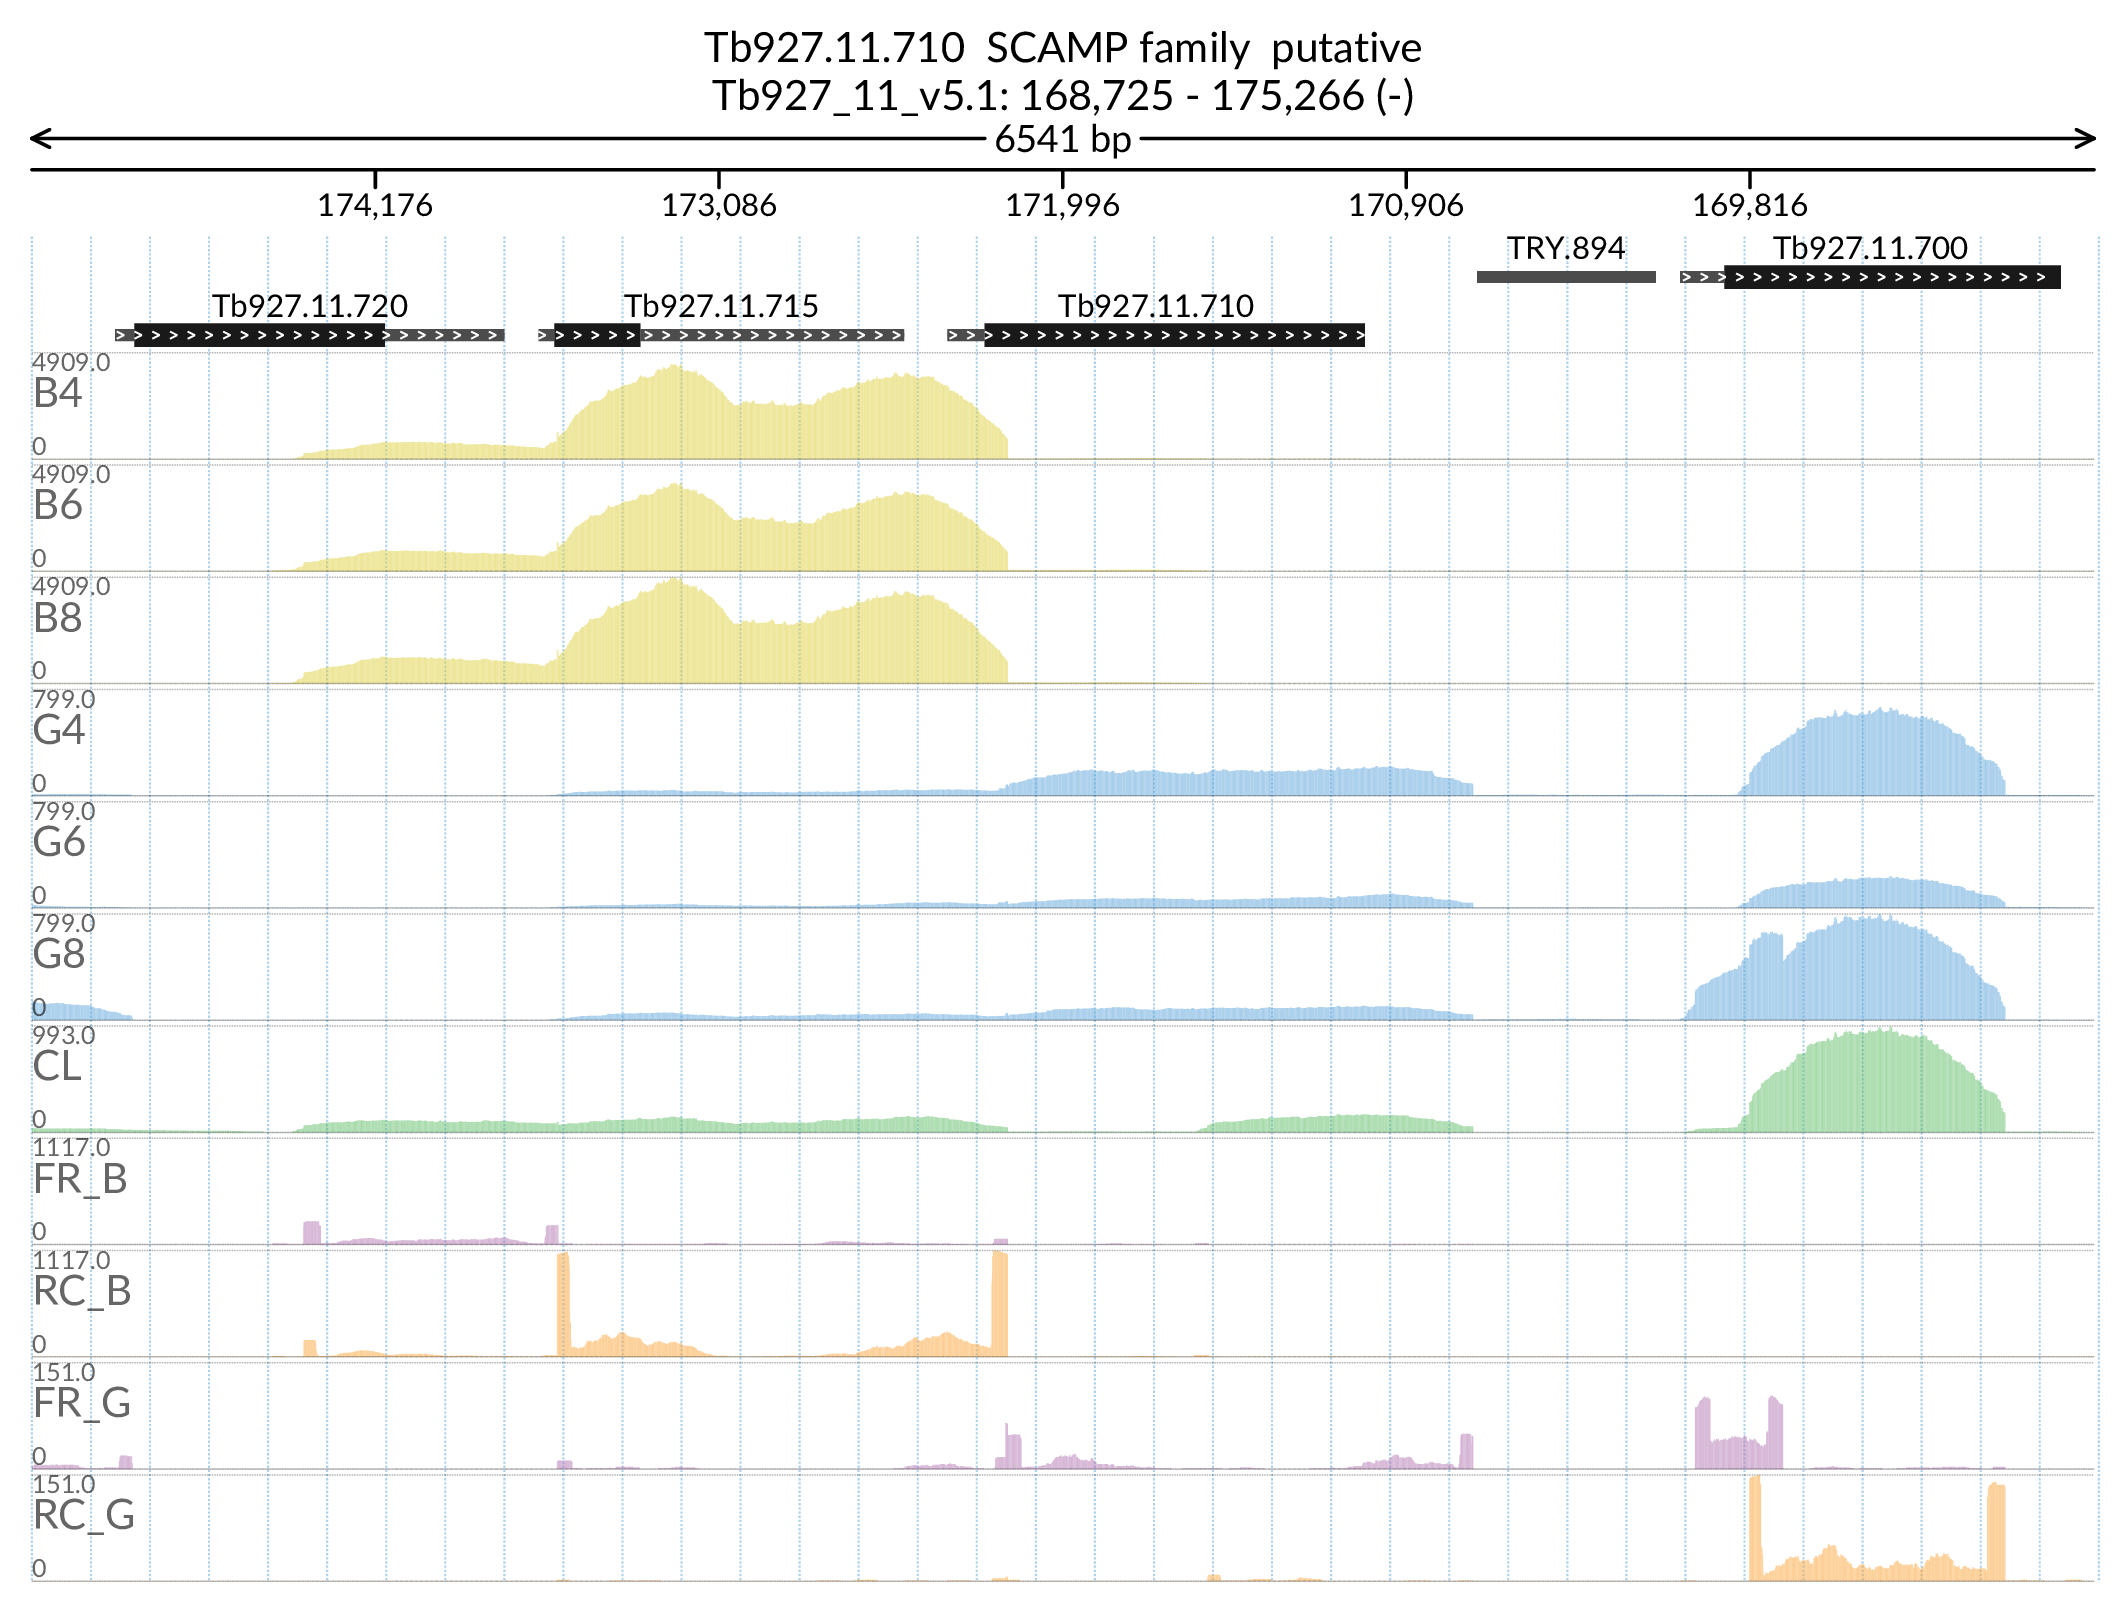 Tb927.11.710  SCAMP family  putative
Tb927_11_v5.1: 168,725 - 175,266 (-)
6541 bp
174,176 173,086 171,996 170,906 169,816
TRY.894 Tb927.11.700
Tb927.11.720 Tb927.11.715 Tb927.11.710
4909.0
B4
0
4909.0
B6
0
4909.0
B8
0
799.0
G4
0
799.0
G6
0
799.0
G8
0
993.0
CL
0
1117.0
FR_B
0
1117.0
RC_B
0
151.0
FR_G
0
151.0
RC_G
0